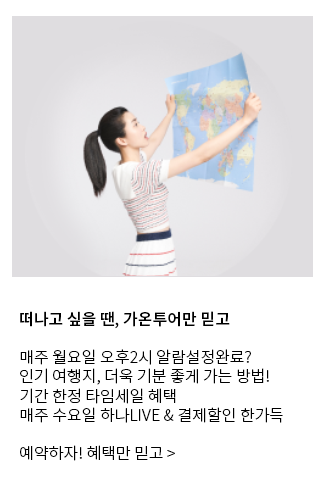 떠나고 싶을 땐, 가온투어만 믿고
매주 월요일 오후2시 알람설정완료?
인기 여행지, 더욱 기분 좋게 가는 방법!
기간 한정 타임세일 혜택
매주 수요일 하나LIVE & 결제할인 한가득
예약하자! 혜택만 믿고 >